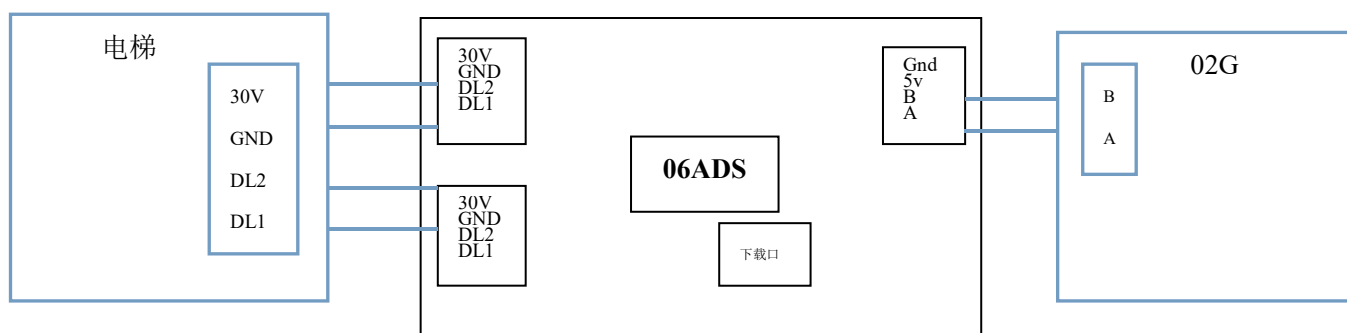 电梯
30V
GND
DL2
DL1
30V
GND
DL2
DL1
30V
GND
DL2
DL1
06ADS
下载口
Gnd
5v
B
A
02G
B
A